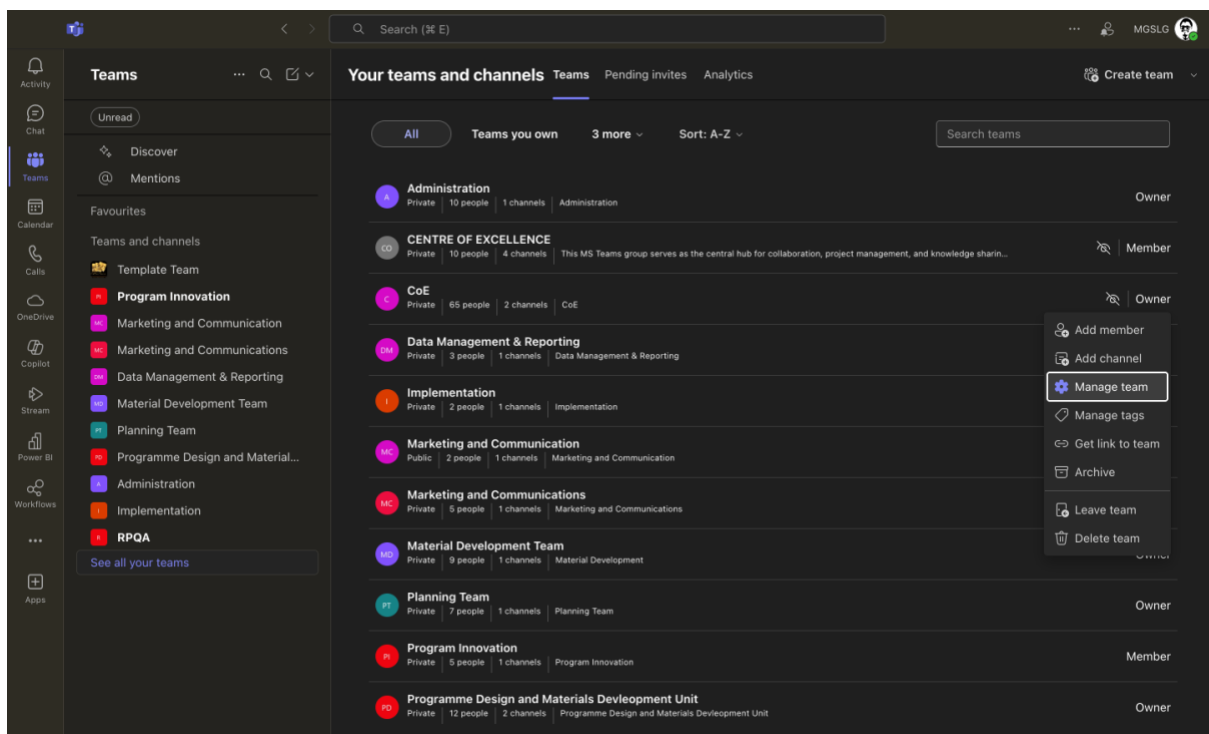 Search (⌘ E)
MGSLG
Activity
Chat
Teams
Calendar
Calls
OneDrive
Copilot
Stream
Power BI
Workflows
Apps
Teams
Unread
Discover
Mentions
Favourites
Teams and channels
Template Team
Program Innovation
Marketing and Communication
Marketing and Communications
Data Management & Reporting
Material Development Team
Planning Team
Programme Design and Material...
Administration
Implementation
RPQA
See all your teams
Your teams and channels Teams Pending invites Analytics
Create team
All Teams you own 3 more Sort: A-Z Search teams
A Administration Owner
Private 10 people 1 channels Administration
CO CENTRE OF EXCELLENCE Member
Private 10 people 4 channels This MS Teams group serves as the central hub for collaboration, project management, and knowledge sharin...
C CoE Owner
Private 65 people 2 channels CoE
DM Data Management & Reporting
Private 3 people 1 channels Data Management & Reporting
I Implementation
Private 2 people 1 channels Implementation
MC Marketing and Communication
Public 2 people 1 channels Marketing and Communication
MC Marketing and Communications
Private 5 people 1 channels Marketing and Communications
MD Material Development Team
Private 9 people 1 channels Material Development
PT Planning Team Owner
Private 7 people 1 channels Planning Team
PI Program Innovation Member
Private 5 people 1 channels Program Innovation
PD Programme Design and Materials Devleopment Unit Owner
Private 12 people 2 channels Programme Design and Materials Devleopment Unit
Add member
Add channel
Manage team
Manage tags
Get link to team
Archive
Leave team
Delete team